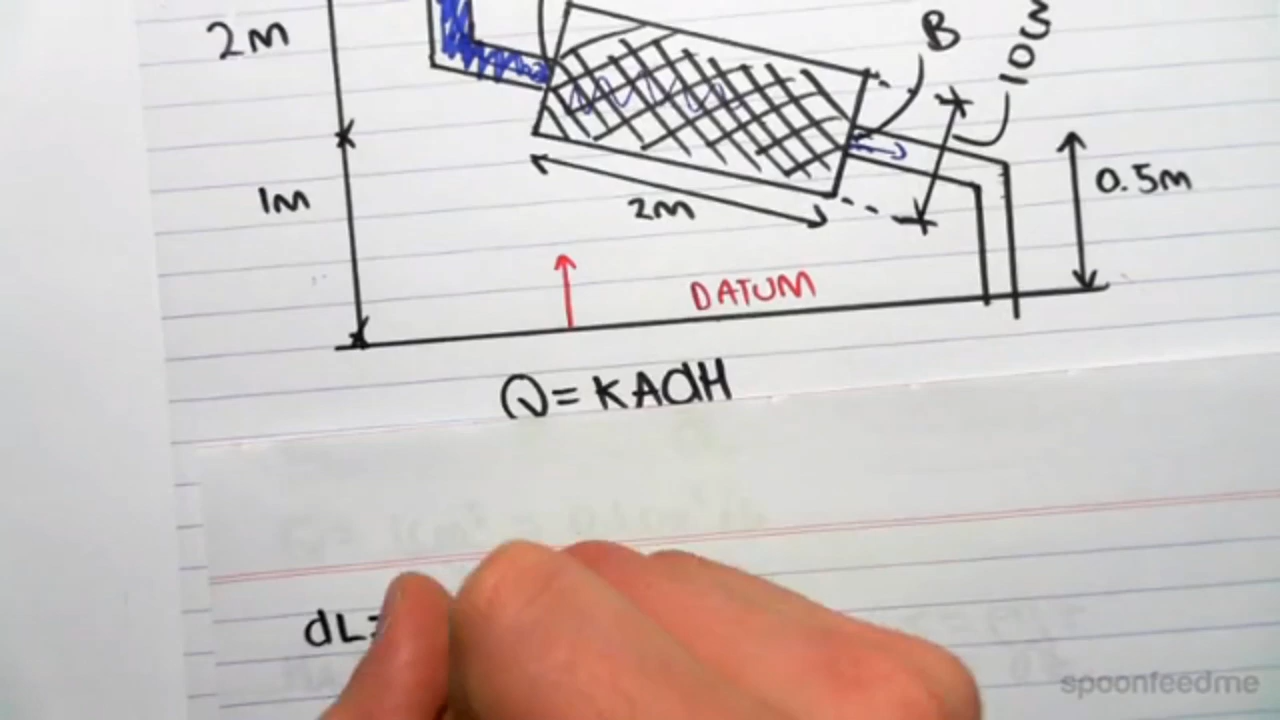 2M
B
10cm
0.5M
1M
2M
DATUM
Q = KAdH
dL=
spoonfeedme